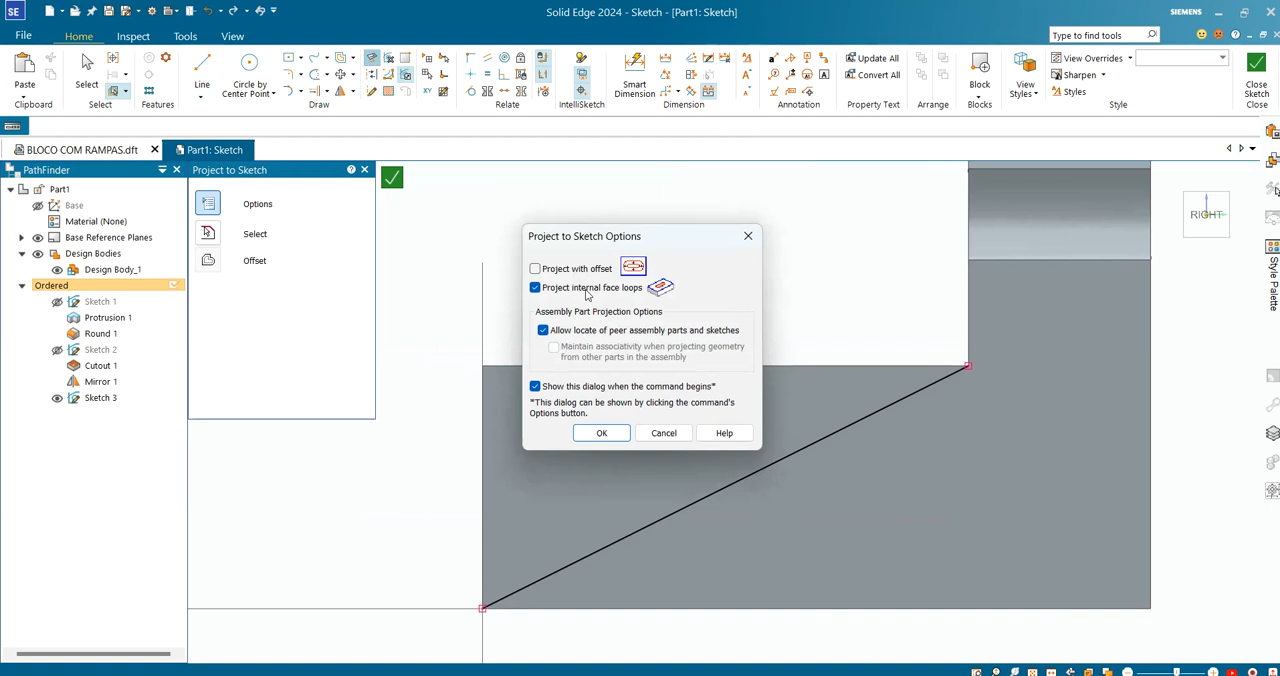 SE
Solid Edge 2024 - Sketch - [Part1: Sketch]
SIEMENS
File
Home
Inspect
Tools
View
Type to find tools
Paste
Clipboard
Select
Select
Features
Line
Circle by
Center Point
Draw
Relate
IntelliSketch
Smart
Dimension
Dimension
Annotation
Update All
Convert All
Property Text
Arrange
Block
Blocks
View
Styles
View Overrides
Sharpen
Styles
Style
Close
Sketch
Close
BLOCO COM RAMPAS.dft
Part1: Sketch
PathFinder
Part1
Base
Material (None)
Base Reference Planes
Design Bodies
Design Body_1
Ordered
Sketch 1
Protrusion 1
Round 1
Sketch 2
Cutout 1
Mirror 1
Sketch 3
Project to Sketch
Options
Select
Offset
Project to Sketch Options
Project with offset
Project internal face loops
Assembly Part Projection Options
Allow locate of peer assembly parts and sketches
Maintain associativity when projecting geometry
from other parts in the assembly
Show this dialog when the command begins*
*This dialog can be shown by clicking the command's
Options button.
OK
Cancel
Help
RIGHT
Style Palette